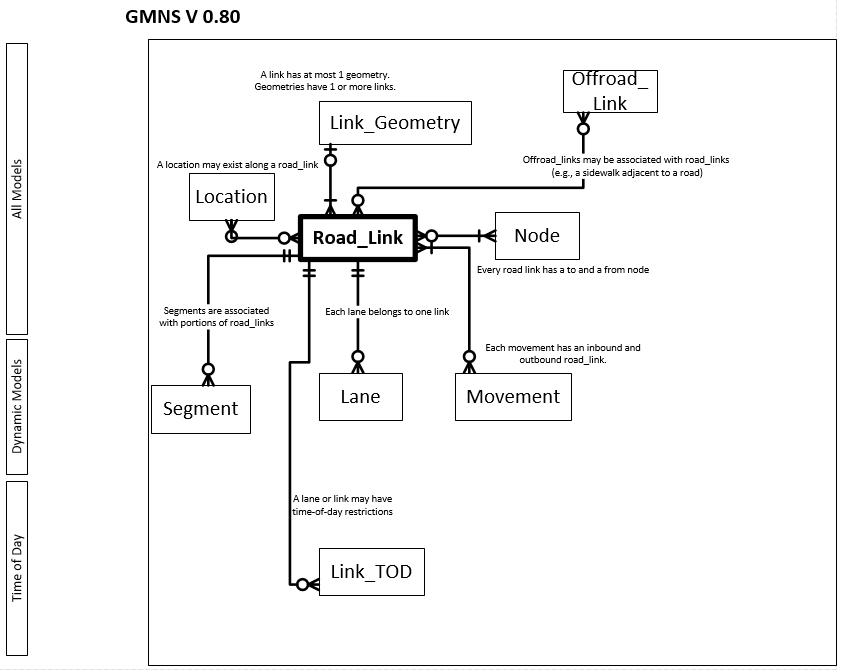 GMNS V 0.80
All Models
Dynamic Models
Time of Day
A link has at most 1 geometry.
Geometries have 1 or more links.
Link_Geometry
Offroad_
Link
Offroad_links may be associated with road_links
(e.g., a sidewalk adjacent to a road)
A location may exist along a road_link
Location
Road_Link
Node
Every road link has a to and a from node
Segments are associated
with portions of road_links
Each lane belongs to one link
Each movement has an inbound and
outbound road_link.
Segment
Lane
Movement
A lane or link may have
time-of-day restrictions
Link_TOD